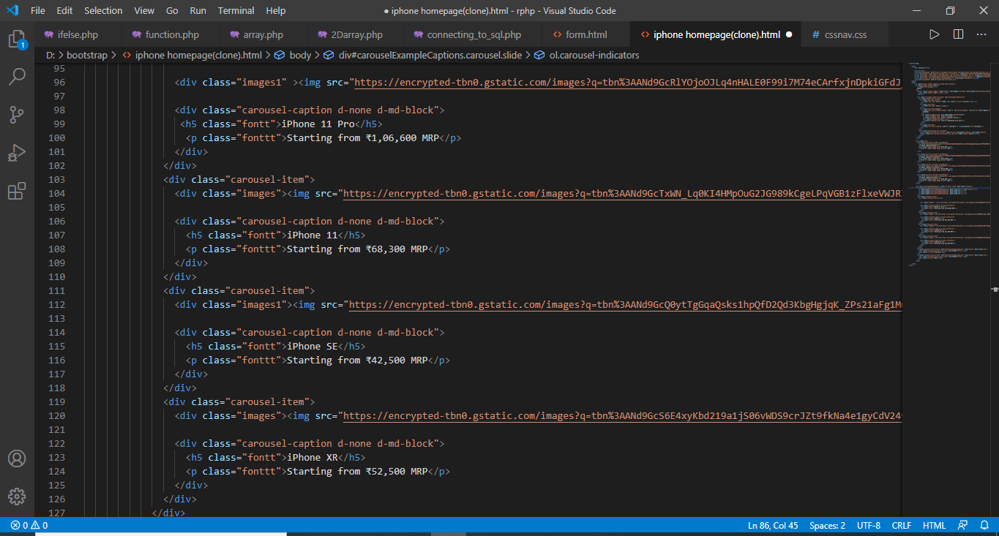 File Edit Selection View Go Run Terminal Help ● iphone homepage(clone).html - rphp - Visual Studio Code
ifelse.php function.php array.php 2Darray.php connecting_to_sql.php <> form.html <> iphone homepage(clone).html ● # cssnav.css
D: > bootstrap > <> iphone homepage(clone).html > body > div#carouselExampleCaptions.carousel.slide > ol.carousel-indicators
1
95
96 <div class="images1" ><img src="https://encrypted-tbn0.gstatic.com/images?q=tbn%3AANd9GcRlYOjoOJLq4nHALE0F99i7M74eCArfxjnDpkiGFdJ
97
98 <div class="carousel-caption d-none d-md-block">
99 <h5 class="fontt">iPhone 11 Pro</h5>
100 <p class="fonttt">Starting from ₹1,06,600 MRP</p>
101 </div>
102 </div>
103 <div class="carousel-item">
104 <div class="images"><img src="https://encrypted-tbn0.gstatic.com/images?q=tbn%3AANd9GcTxWN_Lq0KI4HMpOuG2JG989kCgeLPqVGB1zFlxeVWJR
105
106 <div class="carousel-caption d-none d-md-block">
107 <h5 class="fontt">iPhone 11</h5>
108 <p class="fonttt">Starting from ₹68,300 MRP</p>
109 </div>
110 </div>
111 <div class="carousel-item">
112 <div class="images1"><img src="https://encrypted-tbn0.gstatic.com/images?q=tbn%3AANd9GcQ0ytTgGqaQsks1hpQfD2Qd3KbgHgjqK_ZPs21aFg1M
113
114 <div class="carousel-caption d-none d-md-block">
115 <h5 class="fontt">iPhone SE</h5>
116 <p class="fonttt">Starting from ₹42,500 MRP</p>
117 </div>
118 </div>
119 <div class="carousel-item">
120 <div class="images"><img src="https://encrypted-tbn0.gstatic.com/images?q=tbn%3AANd9GcS6E4xyKbd219a1jS06vWDS9crJZt9fkNa4e1gyCdV24
121
122 <div class="carousel-caption d-none d-md-block">
123 <h5 class="fontt">iPhone XR</h5>
124 <p class="fonttt">Starting from ₹52,500 MRP</p>
125 </div>
126 </div>
127 </div>
0 0 Ln 86, Col 45 Spaces: 2 UTF-8 CRLF HTML